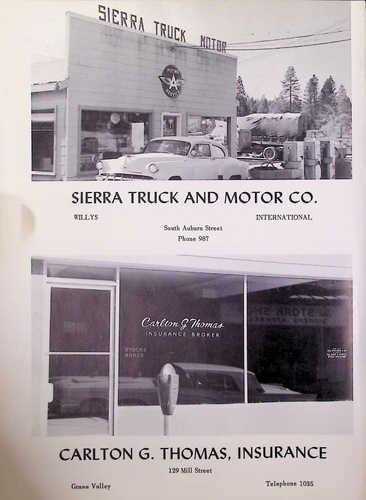 SIERRA TRUCK MOTOR
SIERRA TRUCK AND MOTOR CO.
WILLYS
INTERNATIONAL
South Auburn Street
Phone 987
Carlton G Thomas
INSURANCE BROKER
STOCKS
BONDS
CARLTON G. THOMAS, INSURANCE
129 Mill Street
Grass Valley
Telephone 1035